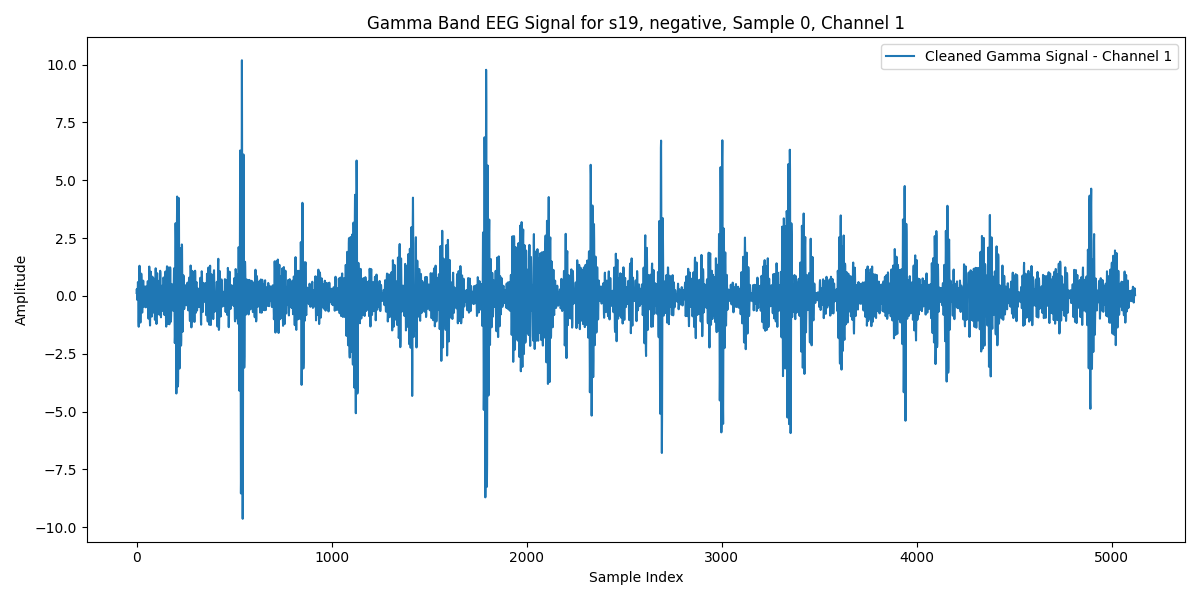 Gamma Band EEG Signal for s19, negative, Sample 0, Channel 1
Cleaned Gamma Signal - Channel 1
10.0
7.5
5.0
2.5
0.0
−2.5
−5.0
−7.5
−10.0
Amplitude
0 1000 2000 3000 4000 5000
Sample Index